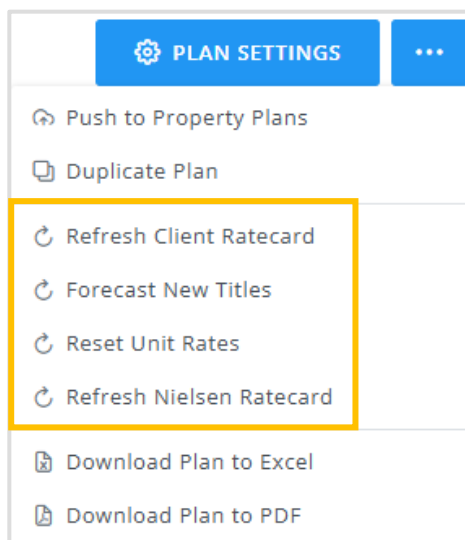 PLAN SETTINGS
Push to Property Plans
Duplicate Plan
Refresh Client Ratecard
Forecast New Titles
Reset Unit Rates
Refresh Nielsen Ratecard
Download Plan to Excel
Download Plan to PDF